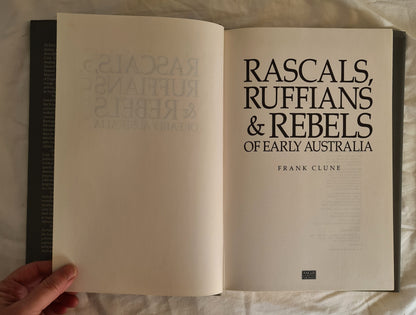 RASCALS,
RUFFIANS
& REBELS
OF EARLY AUSTRALIA
FRANK CLUNE